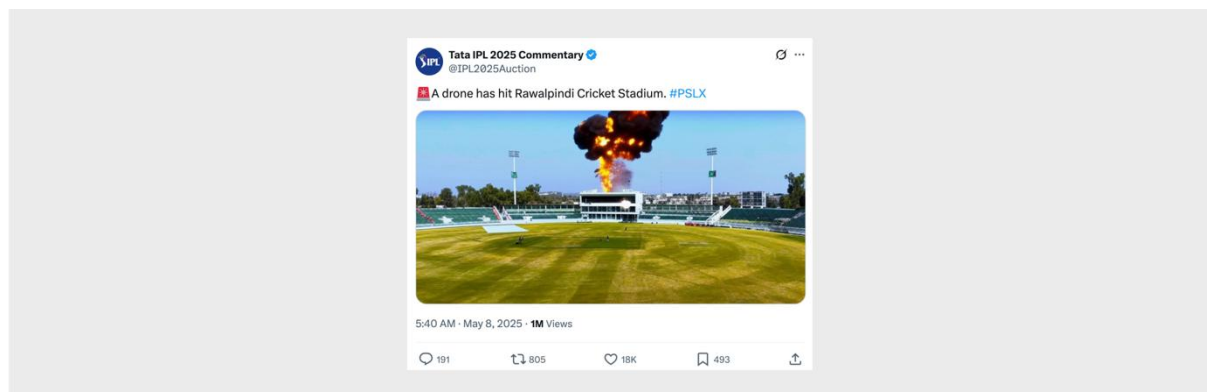 Tata IPL 2025 Commentary
IPL
@IPL2025Auction
🚨A drone has hit Rawalpindi Cricket Stadium. #PSLX
5:40 AM · May 8, 2025 · 1M Views
191 805 18K 493